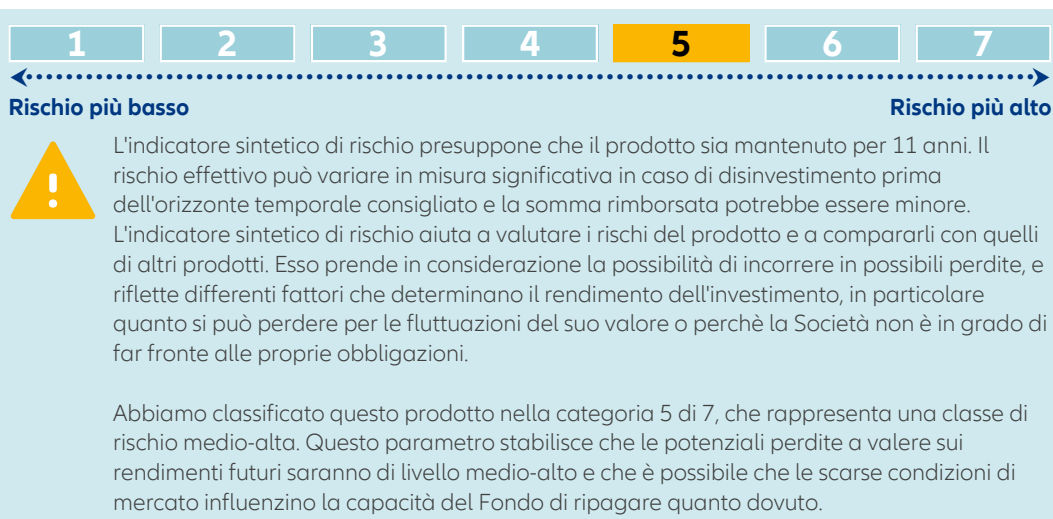 1 2 3 4 5 6 7
Rischio più basso Rischio più alto
L'indicatore sintetico di rischio presuppone che il prodotto sia mantenuto per 11 anni. Il
rischio effettivo può variare in misura significativa in caso di disinvestimento prima
dell'orizzonte temporale consigliato e la somma rimborsata potrebbe essere minore.
L'indicatore sintetico di rischio aiuta a valutare i rischi del prodotto e a compararli con quelli
di altri prodotti. Esso prende in considerazione la possibilità di incorrere in possibili perdite, e
riflette differenti fattori che determinano il rendimento dell'investimento, in particolare
quanto si può perdere per le fluttuazioni del suo valore o perchè la Società non è in grado di
far fronte alle proprie obbligazioni.
Abbiamo classificato questo prodotto nella categoria 5 di 7, che rappresenta una classe di
rischio medio-alta. Questo parametro stabilisce che le potenziali perdite a valere sui
rendimenti futuri saranno di livello medio-alto e che è possibile che le scarse condizioni di
mercato influenzino la capacità del Fondo di ripagare quanto dovuto.